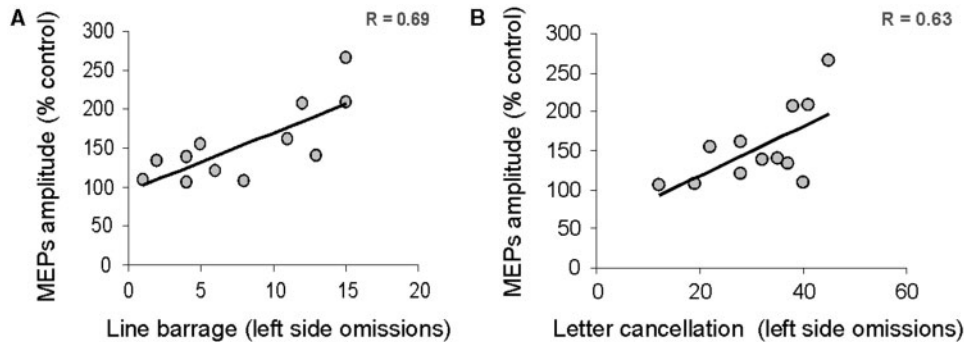 A
R = 0.69
MEPs amplitude (% control)
300
250
200
150
100
50
0
0 5 10 15 20
Line barrage (left side omissions)
B
R = 0.63
MEPs amplitude (% control)
300
250
200
150
100
50
0
0 20 40 60
Letter cancellation (left side omissions)